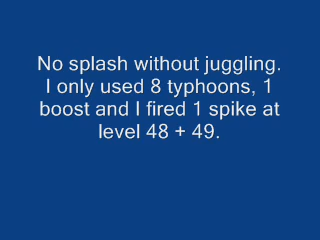 No splash without juggling.
I only used 8 typhoons, 1
boost and I fired 1 spike at
level 48 + 49.